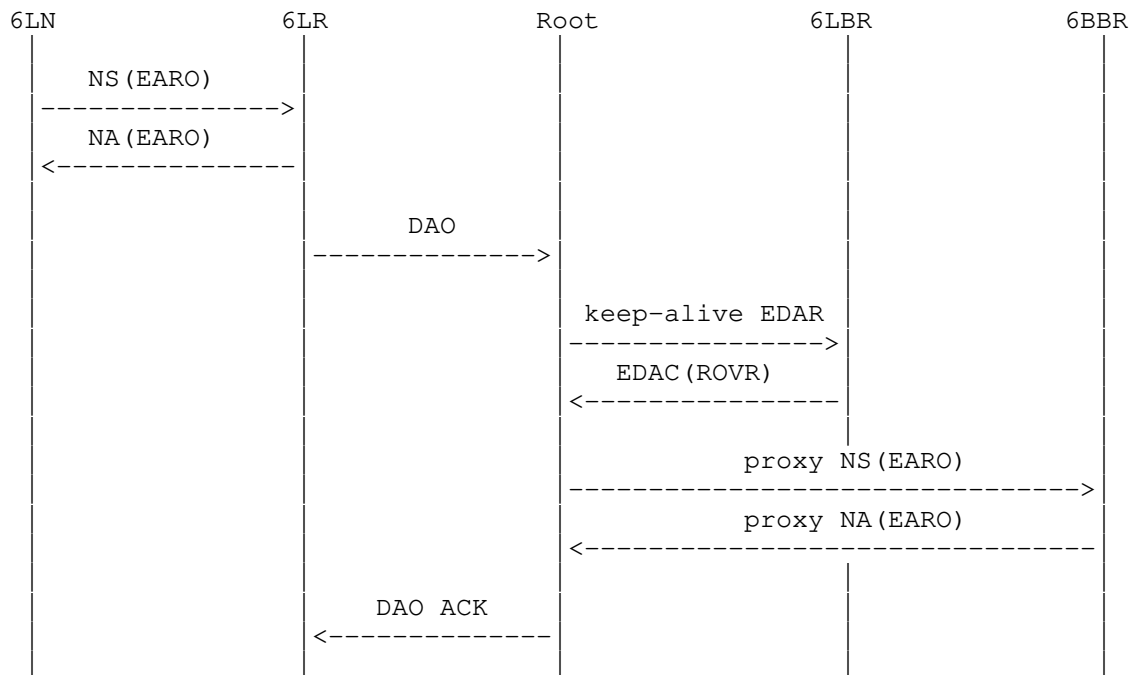 6LN 6LR Root 6LBR 6BBR
NS(EARO)
NA(EARO)
DAO
keep-alive EDAR
EDAC(ROVR)
proxy NS(EARO)
proxy NA(EARO)
DAO ACK